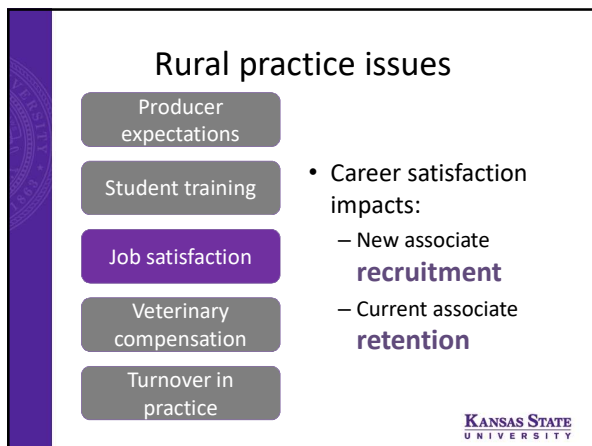 Rural practice issues
Producer
expectations
Student training
Job satisfaction
Veterinary
compensation
Turnover in
practice
• Career satisfaction
impacts:
– New associate
recruitment
– Current associate
retention
KANSAS STATE
UNIVERSITY